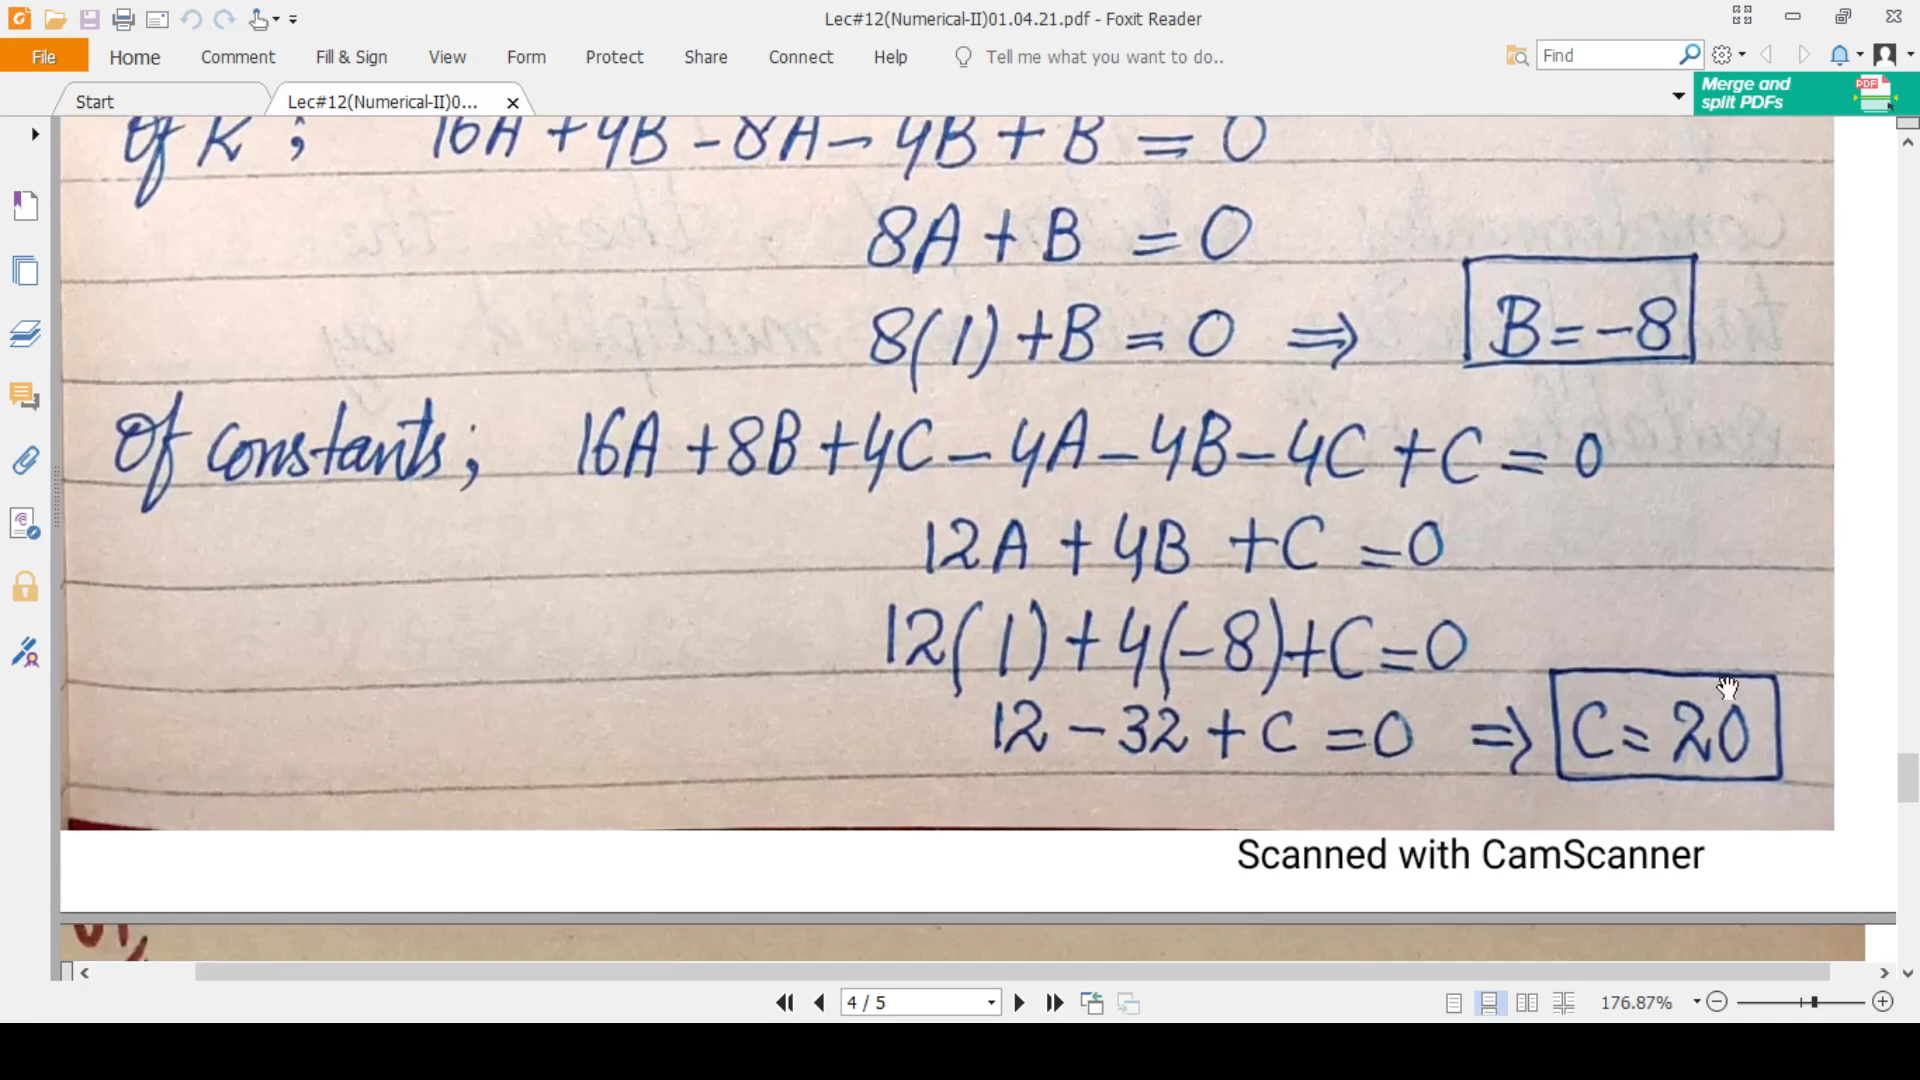 Lec#12(Numerical-II)01.04.21.pdf - Foxit Reader
File Home Comment Fill & Sign View Form Protect Share Connect Help Tell me what you want to do.. Find
Merge and
split PDFs
PDF
Start Lec#12(Numerical-II)0...
Of K ; 16A + 4B - 8A - 4B + B = 0
8A + B = 0
8(1) + B = 0 ⇒ B = -8
Of constants; 16A + 8B + 4C - 4A - 4B - 4C + C = 0
12A + 4B + C = 0
12(1) + 4(-8) + C = 0
12 - 32 + C = 0 ⇒ C = 20
Scanned with CamScanner
4 / 5
176.87%